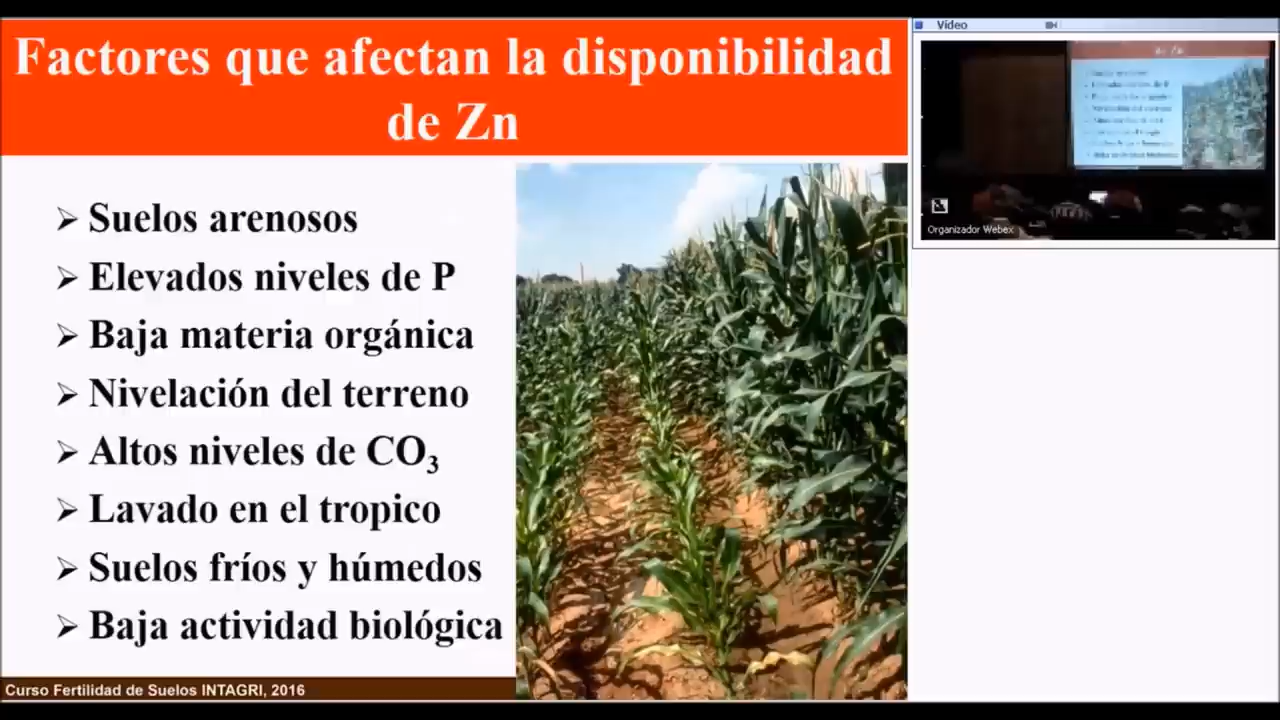 Factores que afectan la disponibilidad
de Zn
➢ Suelos arenosos
➢ Elevados niveles de P
➢ Baja materia orgánica
➢ Nivelación del terreno
➢ Altos niveles de CO₃
➢ Lavado en el tropico
➢ Suelos fríos y húmedos
➢ Baja actividad biológica
Curso Fertilidad de Suelos INTAGRI, 2016
Vídeo
Organizador Webex